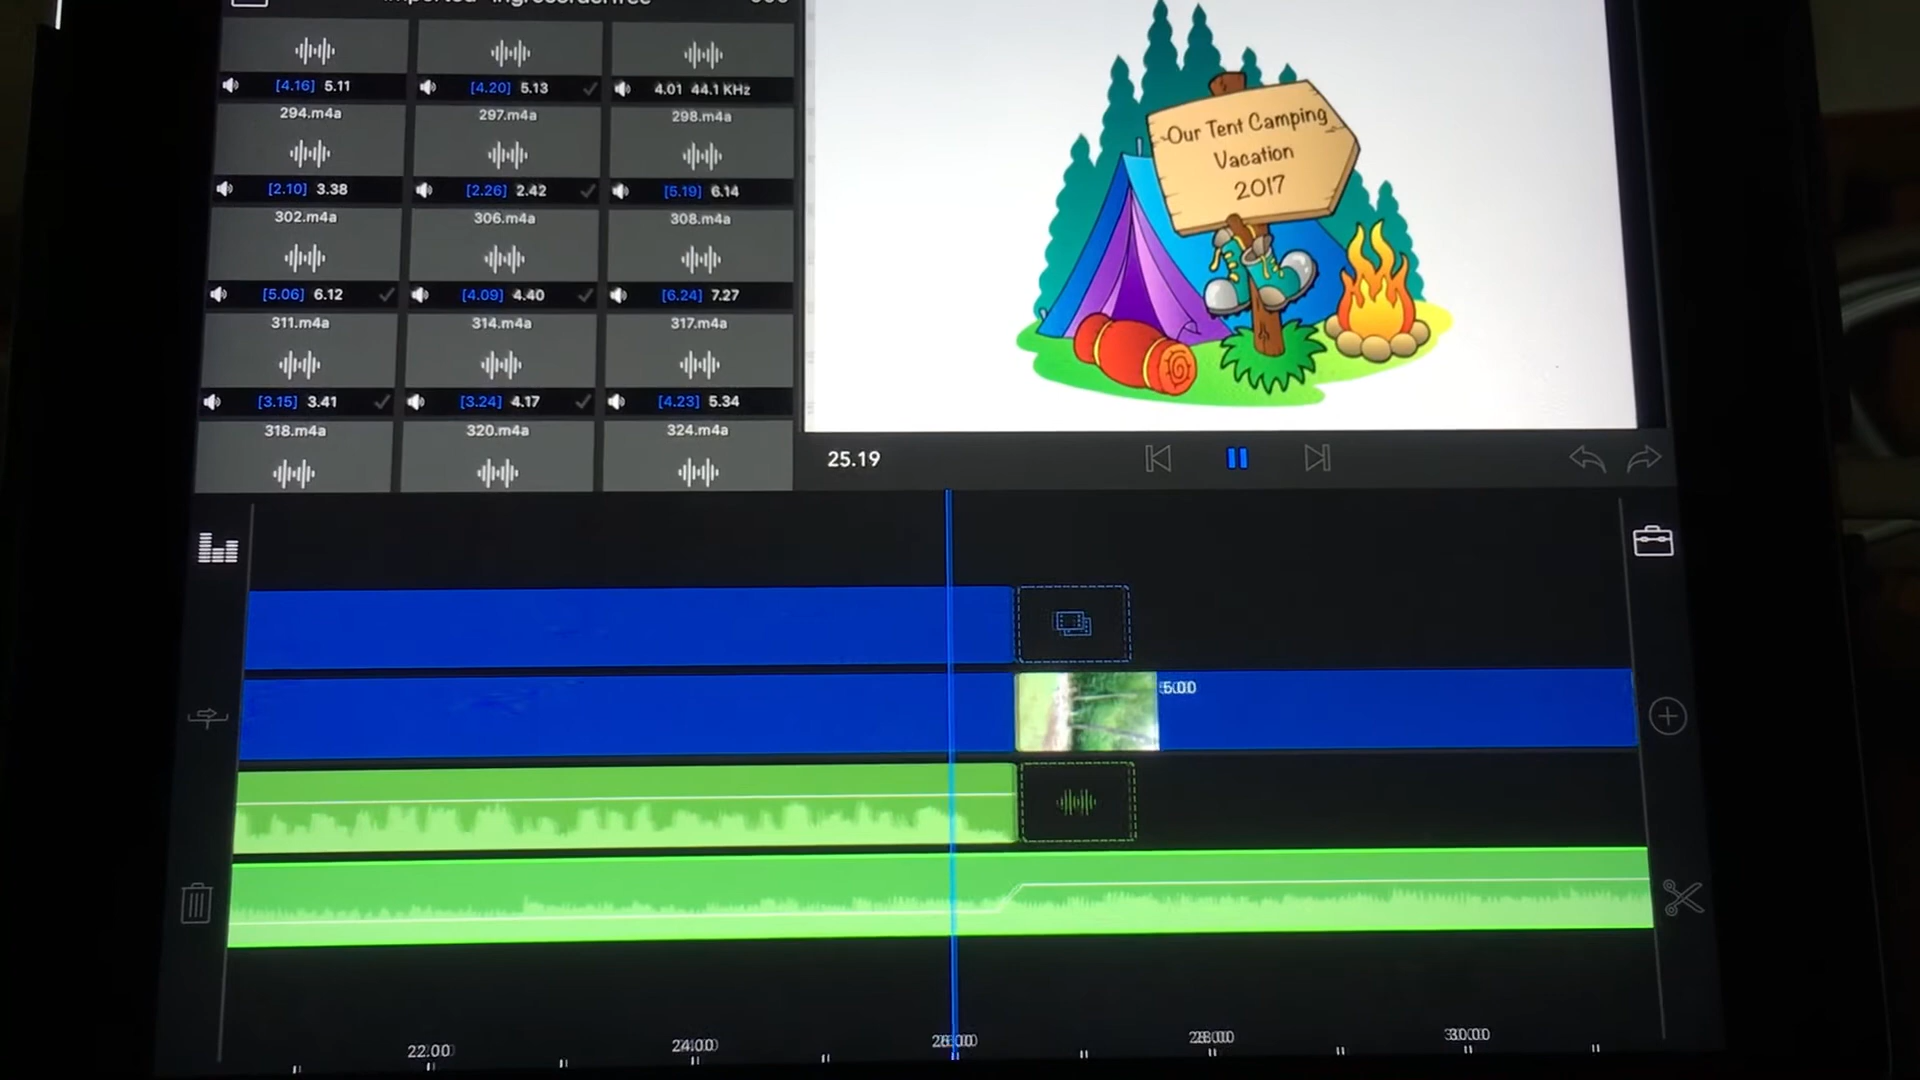 [4.16] 5.11
[4.20] 5.13
4.01 44.1 KHz
294.m4a
297.m4a
298.m4a
[2.10] 3.38
[2.26] 2.42
[5.19] 6.14
302.m4a
306.m4a
308.m4a
[5.06] 6.12
[4.09] 4.40
[6.24] 7.27
311.m4a
314.m4a
317.m4a
[3.15] 3.41
[3.24] 4.17
[4.23] 5.34
318.m4a
320.m4a
324.m4a
Our Tent Camping
Vacation
2017
25.19
5.00
22.00
24.00
26.00
28.00
30.00